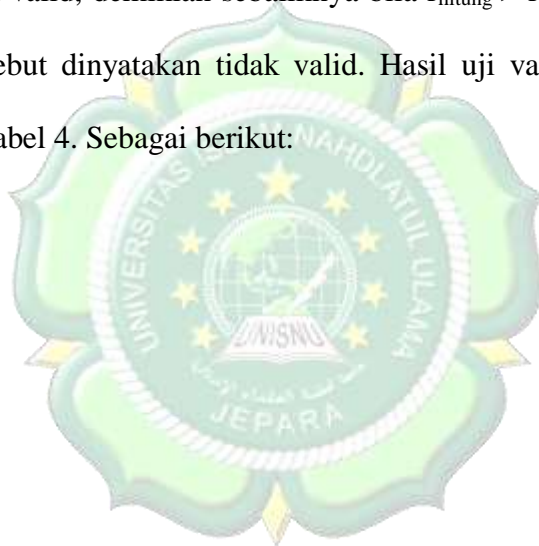 valid, demikian sebaliknya bila r hitung
ebut dinyatakan tidak valid. Hasil uji va
abel 4. Sebagai berikut:
UNIVERSITAS ISLAM NAHDLATUL ULAMA
UNISNU
JEPARA